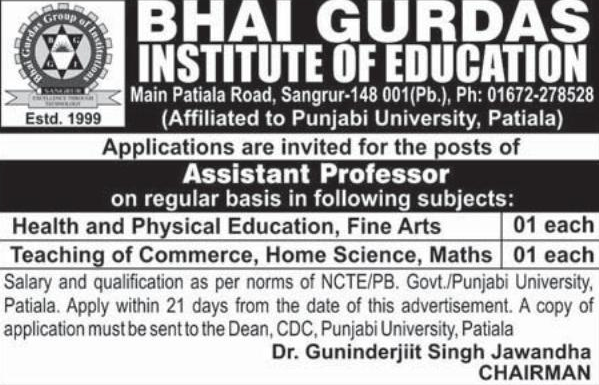 Bhai Gurdas Group of Institutions
B G G I
SANGRUR
EXCELLENCE THROUGH
TECHNOLOGY
Estd. 1999
BHAI GURDAS
INSTITUTE OF EDUCATION
Main Patiala Road, Sangrur-148 001(Pb.), Ph: 01672-278528
(Affiliated to Punjabi University, Patiala)
Applications are invited for the posts of
Assistant Professor
on regular basis in following subjects:
Health and Physical Education, Fine Arts 01 each
Teaching of Commerce, Home Science, Maths 01 each
Salary and qualification as per norms of NCTE/PB. Govt./Punjabi University,
Patiala. Apply within 21 days from the date of this advertisement. A copy of
application must be sent to the Dean, CDC, Punjabi University, Patiala
Dr. Guninderjiit Singh Jawandha
CHAIRMAN